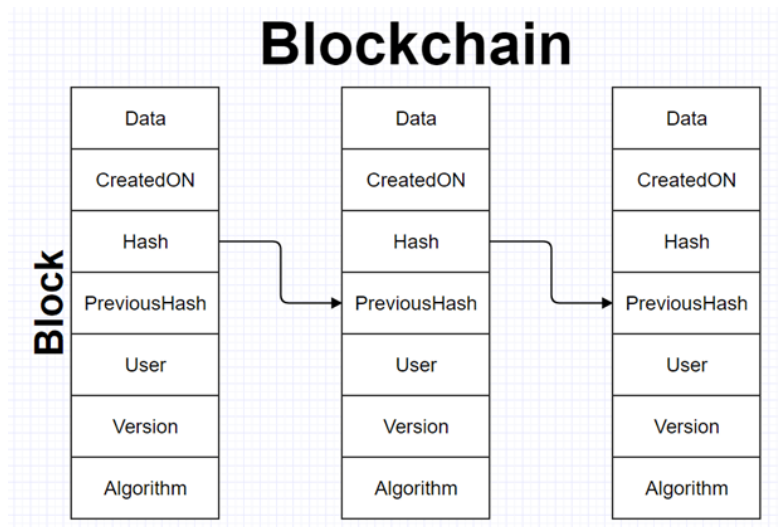 Blockchain
Block
Data
CreatedON
Hash
PreviousHash
User
Version
Algorithm
Data
CreatedON
Hash
PreviousHash
User
Version
Algorithm
Data
CreatedON
Hash
PreviousHash
User
Version
Algorithm